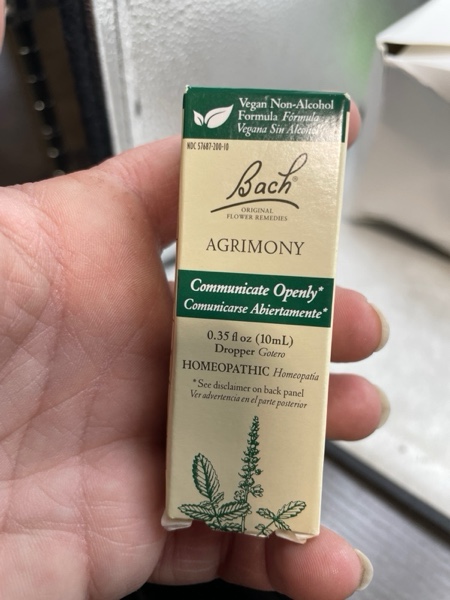 Vegan Non-Alcohol
Formula Fórmula
Vegana Sin Alcohol
NDC 57687-200-10
Bach®
ORIGINAL
FLOWER REMEDIES
AGRIMONY
Communicate Openly*
Comunicarse Abiertamente*
0.35 fl oz (10mL)
Dropper Gotero
HOMEOPATHIC Homeopatía
*See disclaimer on back panel
Ver advertencia en el parte posterior